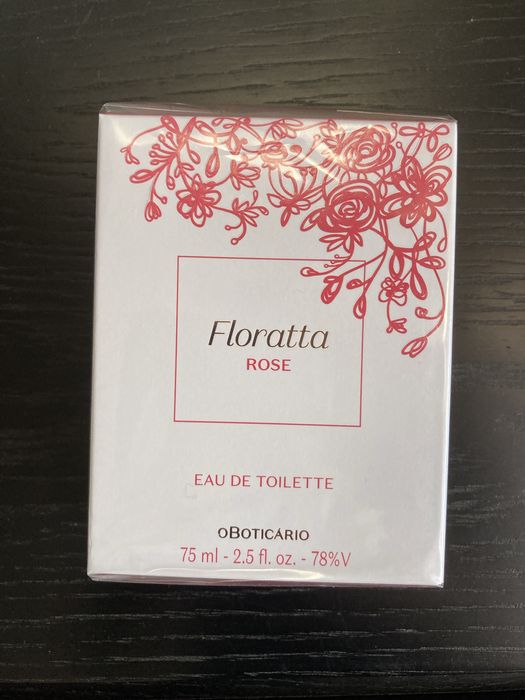 Floratta
ROSE
EAU DE TOILETTE
oBOTICÁRIO
75 ml - 2.5 fl. oz. - 78%V